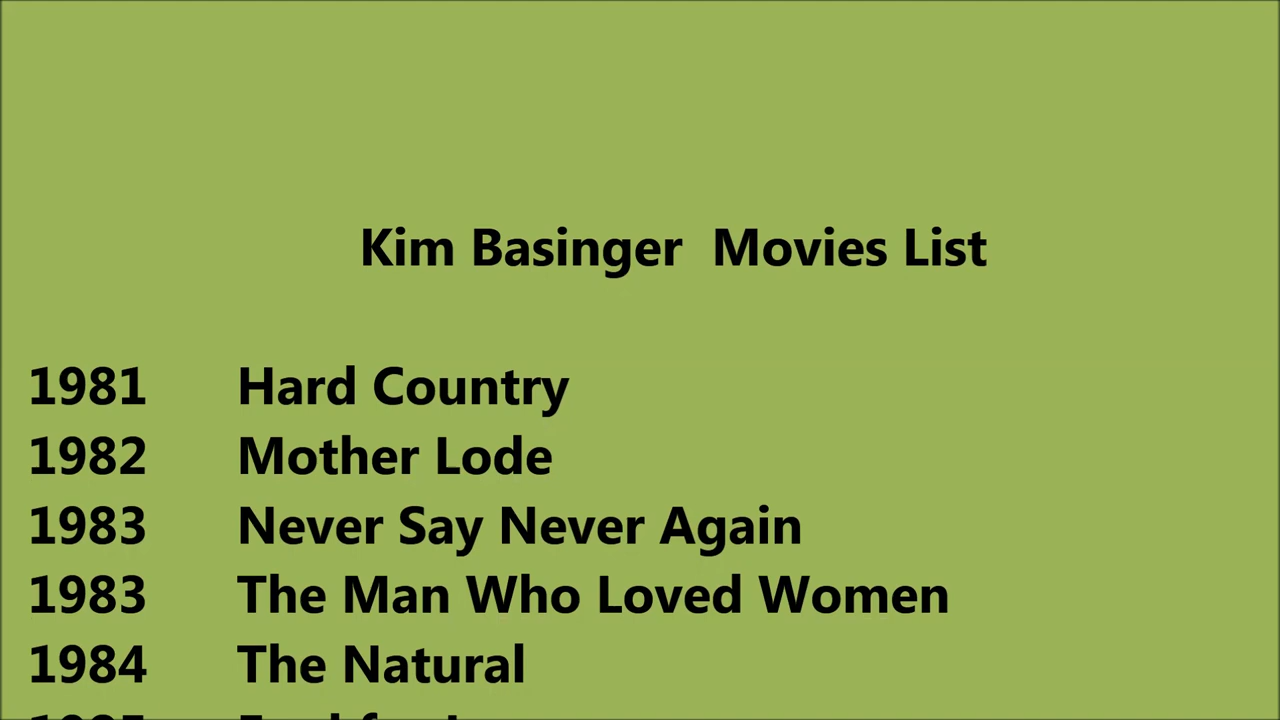 Kim Basinger  Movies List
1981 Hard Country
1982 Mother Lode
1983 Never Say Never Again
1983 The Man Who Loved Women
1984 The Natural